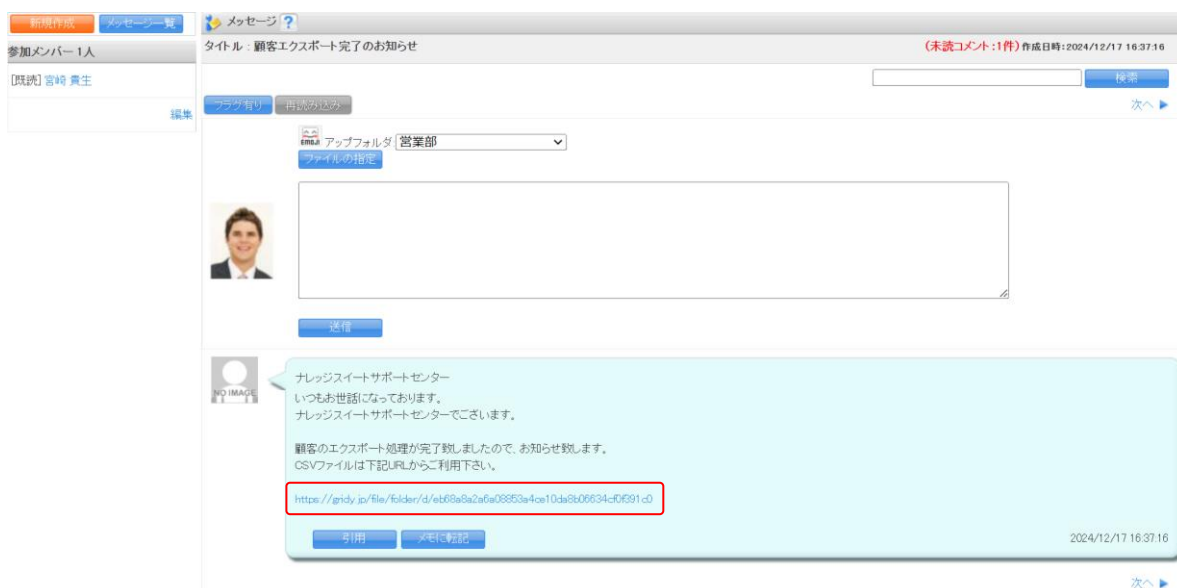 新規作成 メッセージ一覧
参加メンバー 1人
[既読] 宮崎 貴生
編集
メッセージ ?
タイトル : 顧客エクスポート完了のお知らせ (未読コメント:1件) 作成日時:2024/12/17 16:37:16
検索
フラグ有り 再読み込み 次へ ▶
EMOJI アップフォルダ: 営業部
ファイルの指定
送信
NO IMAGE
ナレッジスイートサポートセンター
いつもお世話になっております。
ナレッジスイートサポートセンターでございます。
顧客のエクスポート処理が完了致しましたので、お知らせ致します。
CSVファイルは下記URLからご利用下さい。
https://gridy.jp/file/folder/d/eb68a8a2a6a08853a4ce10da8b06634cf0f391c0
引用 メモに転記 2024/12/17 16:37:16
次へ ▶